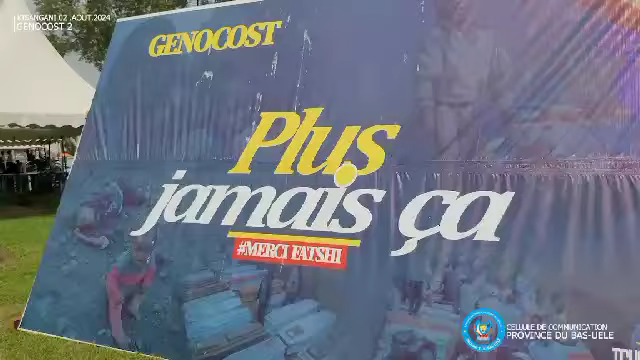 KISANGANI 02 AOUT 2024
GENOCOST 2
GENOCOST
Plus
jamais ça
#MERCI FATSHI
CELLULE DE COMMUNICATION
PROVINCE DU BAS-UELE